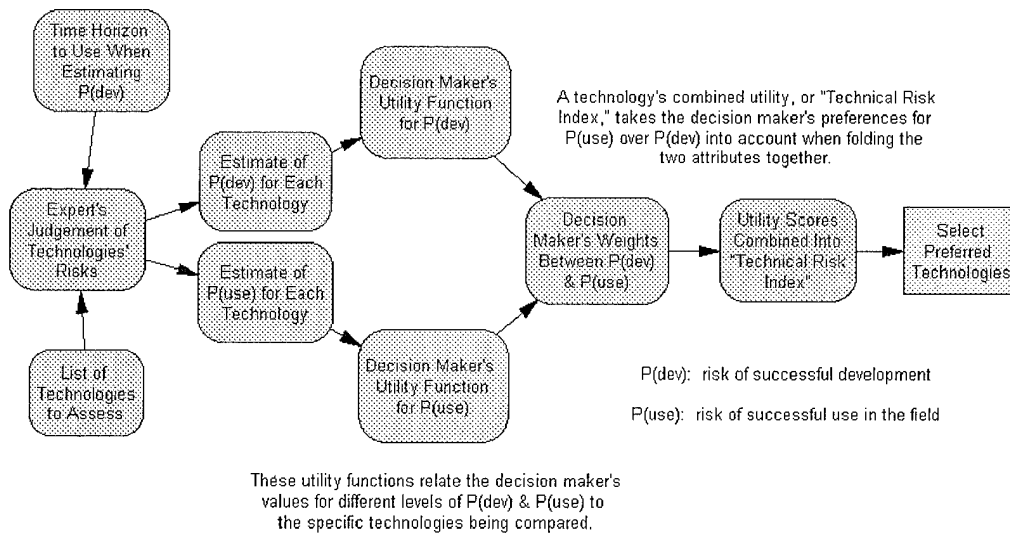 Time Horizon
to Use When
Estimating
P(dev)
Decision Maker's
Utility Function
for P(dev)
A technology's combined utility, or "Technical Risk
Index," takes the decision maker's preferences for
P(use) over P(dev) into account when folding the
two attributes together.
Estimate of
P(dev) for Each
Technology
Expert's
Judgement of
Technologies'
Risks
Estimate of
P(use) for Each
Technology
Decision
Maker's Weights
Between P(dev)
& P(use)
Utility Scores
Combined Into
"Technical Risk
Index"
Select
Preferred
Technologies
List of
Technologies
to Assess
Decision Maker's
Utility Function
for P(use)
P(dev): risk of successful development
P(use): risk of successful use in the field
These utility functions relate the decision maker's
values for different levels of P(dev) & P(use) to
the specific technologies being compared.